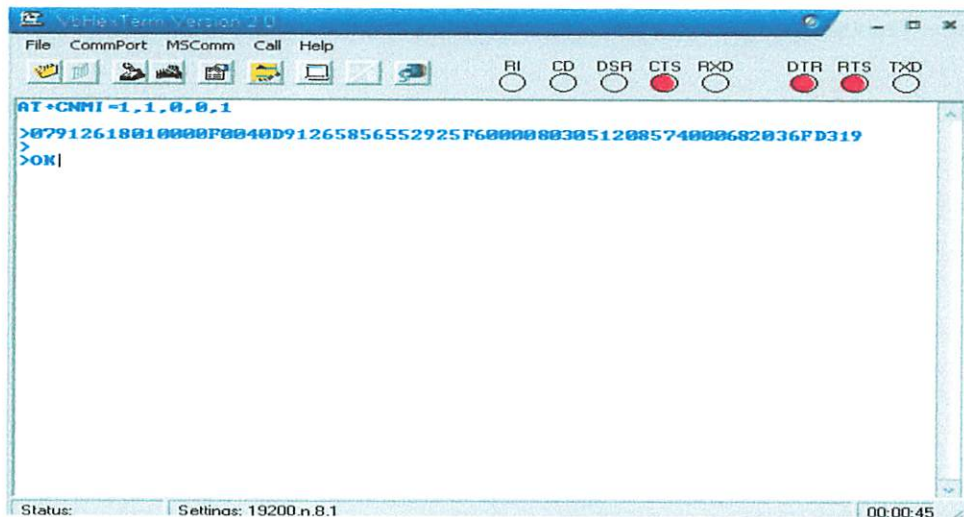 VbHexTerm Version 2.0
File CommPort MSComm Call Help
RI CD DSR CTS RXD DTR RTS TXD
AT+CNMI=1,1,0,0,1
>07912618010000F0040D91265856552925F60000803051208574000682036FD319
>
>OK
Status: Settings: 19200,n,8,1 00:00:45